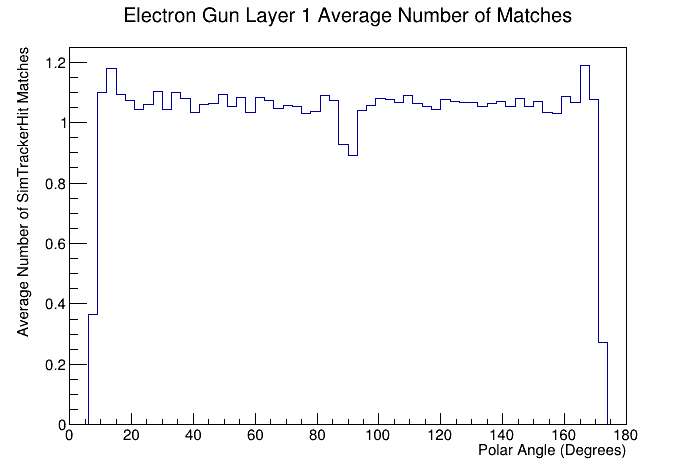 Electron Gun Layer 1 Average Number of Matches
Average Number of SimTrackerHit Matches
1.2
1
0.8
0.6
0.4
0.2
0
0 20 40 60 80 100 120 140 160 180
Polar Angle (Degrees)